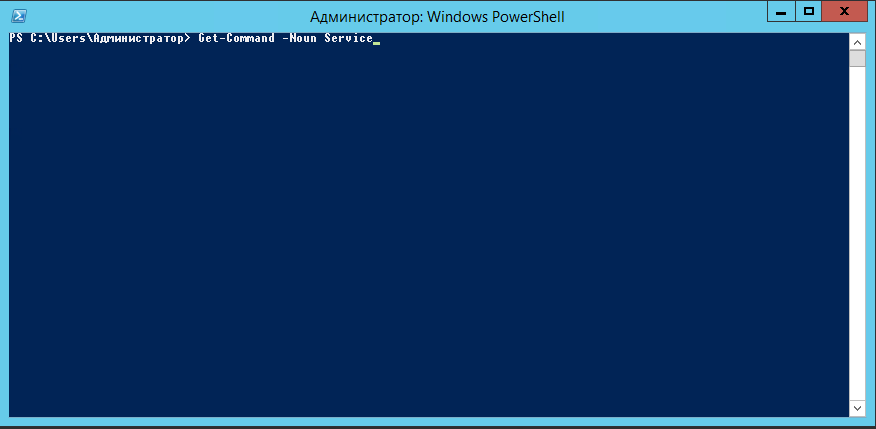 Администратор: Windows PowerShell
PS C:\Users\Администратор> Get-Command -Noun Service